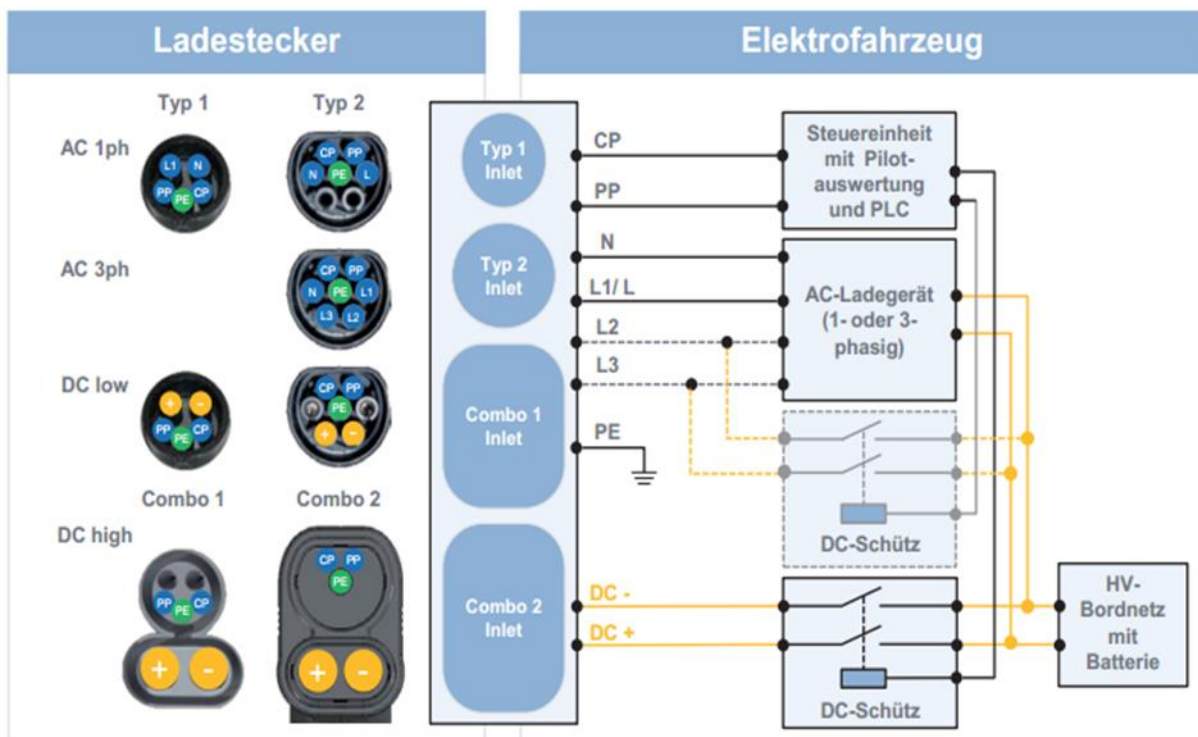 Ladestecker
Elektrofahrzeug
Typ 1
Typ 2
AC 1ph
L1 N
PP PE CP
CP PP
N PE L
AC 3ph
CP PP
N PE L1
L3 L2
DC low
+ -
PP PE CP
CP PP
PE
+ -
Combo 1
Combo 2
DC high
PP PE CP
+ -
CP PP
PE
+ -
Typ 1
Inlet
Typ 2
Inlet
Combo 1
Inlet
Combo 2
Inlet
CP
PP
N
L1/ L
L2
L3
PE
DC -
DC +
Steuereinheit
mit Pilot-
auswertung
und PLC
AC-Ladegerät
(1- oder 3-
phasig)
DC-Schütz
DC-Schütz
HV-
Bordnetz
mit
Batterie